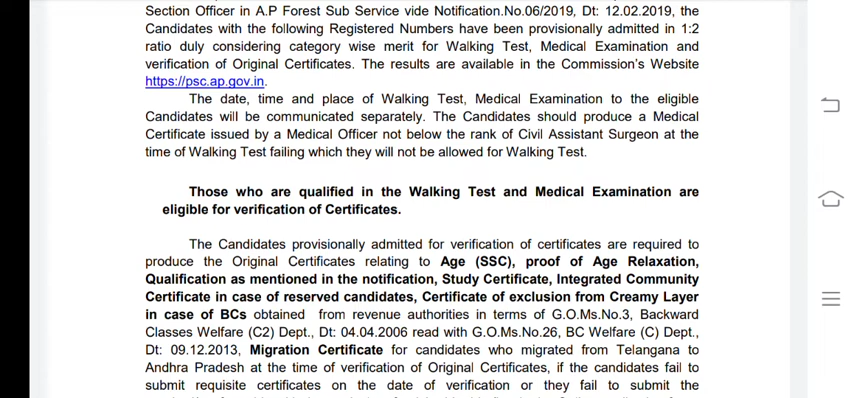 Section Officer in A.P Forest Sub Service vide Notification.No.06/2019, Dt: 12.02.2019, the
Candidates with the following Registered Numbers have been provisionally admitted in 1:2
ratio duly considering category wise merit for Walking Test, Medical Examination and
verification of Original Certificates. The results are available in the Commission's Website
https://psc.ap.gov.in.
The date, time and place of Walking Test, Medical Examination to the eligible
Candidates will be communicated separately. The Candidates should produce a Medical
Certificate issued by a Medical Officer not below the rank of Civil Assistant Surgeon at the
time of Walking Test failing which they will not be allowed for Walking Test.
Those who are qualified in the Walking Test and Medical Examination are
eligible for verification of Certificates.
The Candidates provisionally admitted for verification of certificates are required to
produce the Original Certificates relating to Age (SSC), proof of Age Relaxation,
Qualification as mentioned in the notification, Study Certificate, Integrated Community
Certificate in case of reserved candidates, Certificate of exclusion from Creamy Layer
in case of BCs obtained from revenue authorities in terms of G.O.Ms.No.3, Backward
Classes Welfare (C2) Dept., Dt: 04.04.2006 read with G.O.Ms.No.26, BC Welfare (C) Dept.,
Dt: 09.12.2013, Migration Certificate for candidates who migrated from Telangana to
Andhra Pradesh at the time of verification of Original Certificates, if the candidates fail to
submit requisite certificates on the date of verification or they fail to submit the